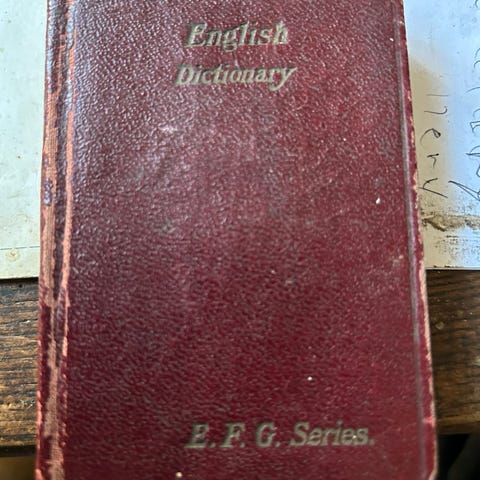 English
Dictionary
E. F. G. Series.